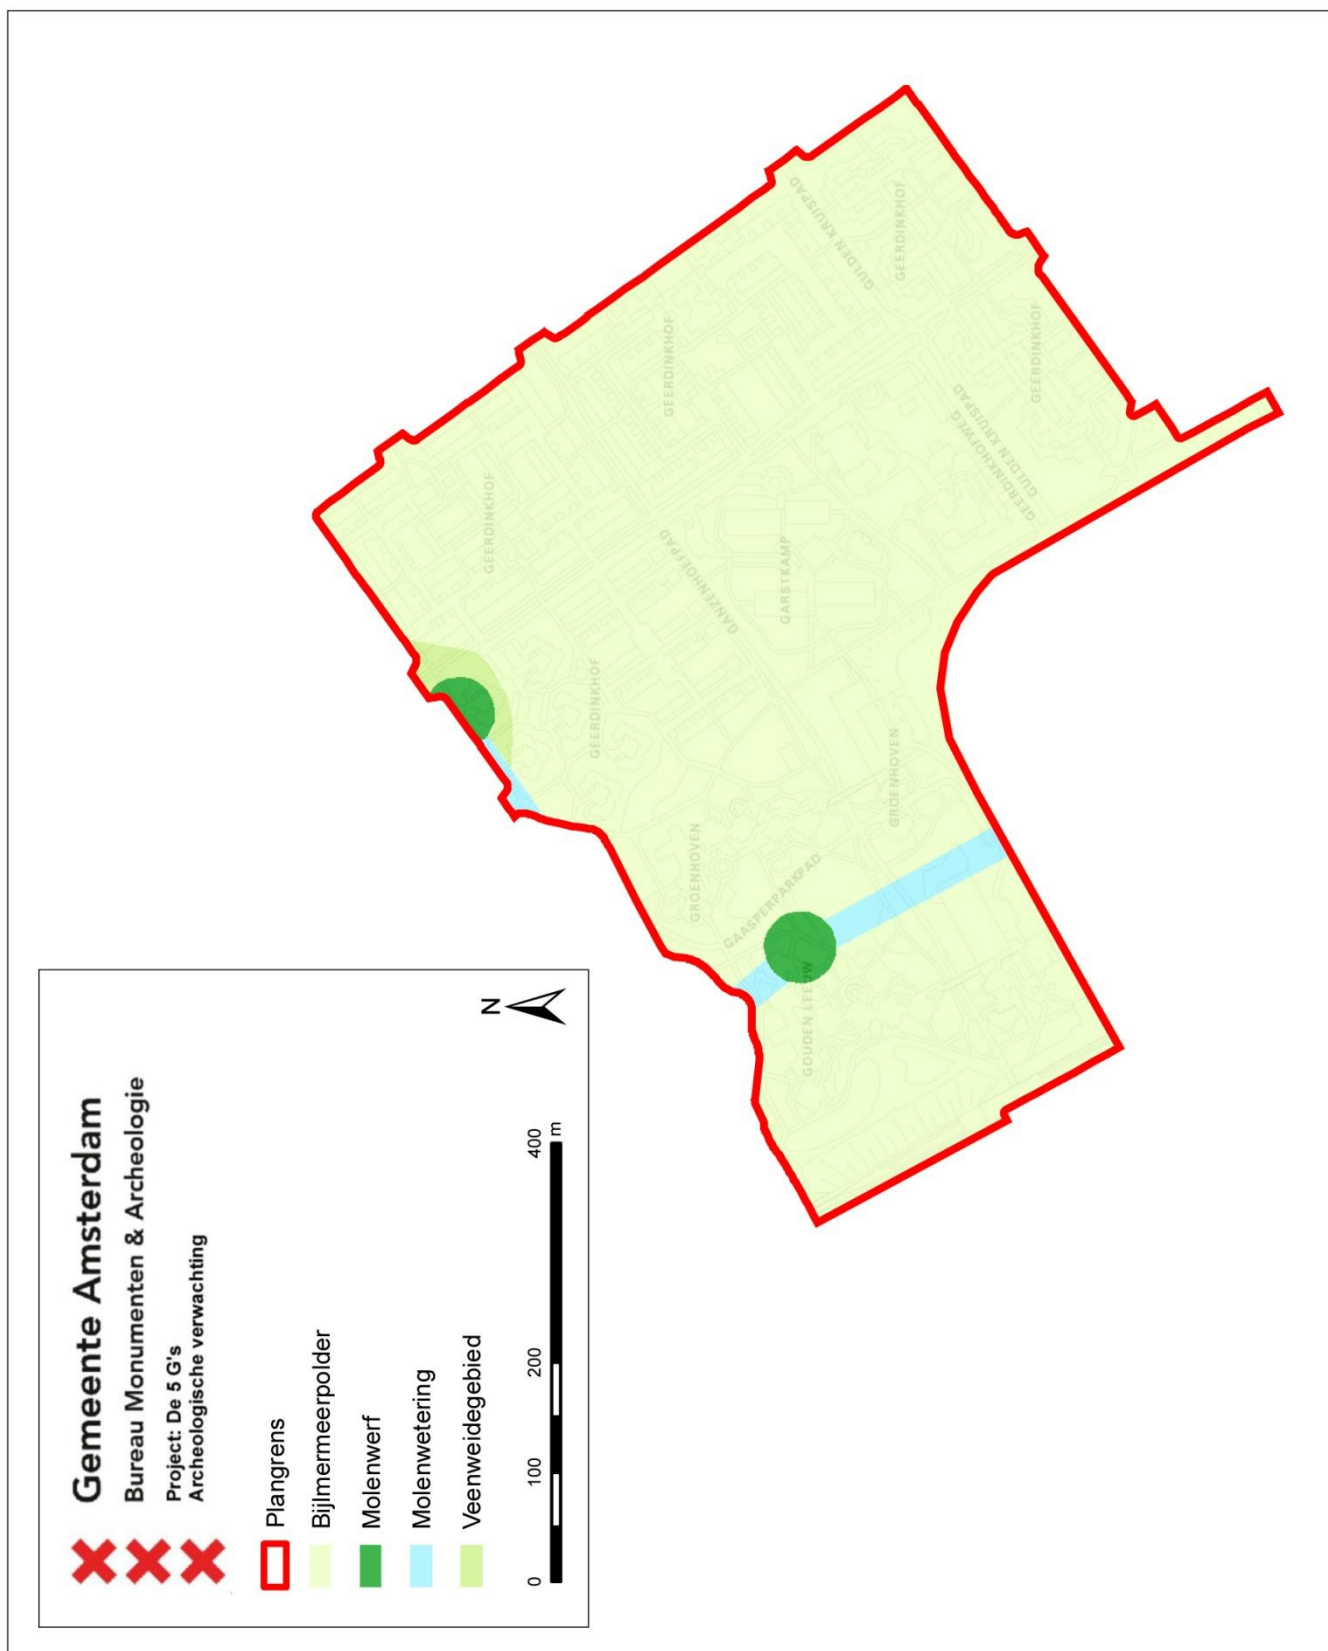 Gemeente Amsterdam
Bureau Monumenten & Archeologie
Project: De 5 G's
Archeologische verwachting
Plangrens
Bijlmermeerpolder
Molenwerf
Molenwetering
Veenweidegebied
0 100 200 400
m
N
GEERDINKHOF
GEERDINKHOF
GEERDINKHOF
GROENHOVEN
GAASPERPARKPAD
GOUDEN LEEUW
GANZENHOEFPAD
GARSTKAMP
GROENHOVEN
GULDEN KRUISPAD
GEERDINKHOF
GULDEN KRUISPAD
GEERDINKHOFWEG
GEERDINKHOF